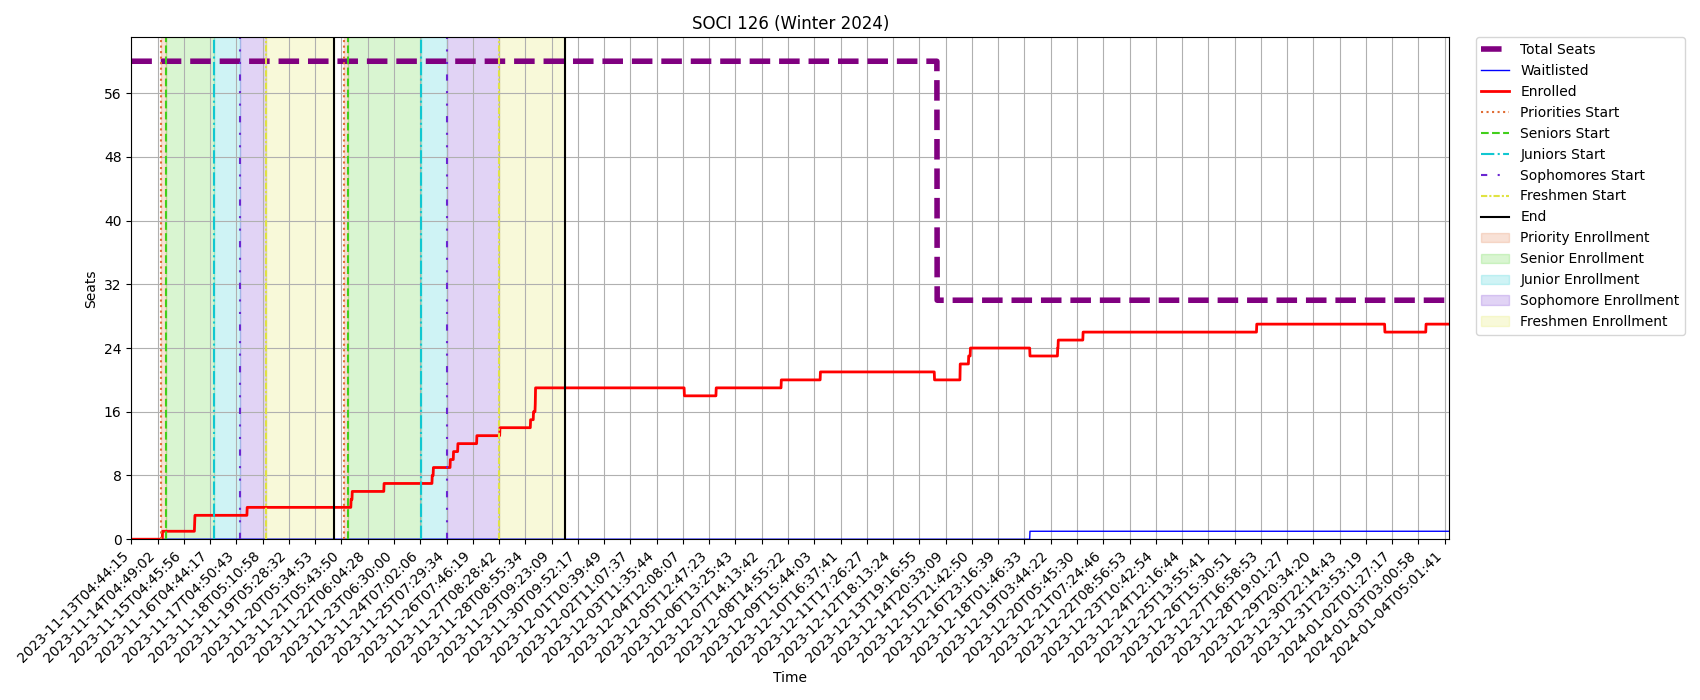 SOCI 126 (Winter 2024)
Total Seats
Waitlisted
Enrolled
Priorities Start
Seniors Start
Juniors Start
Sophomores Start
Freshmen Start
End
Priority Enrollment
Senior Enrollment
Junior Enrollment
Sophomore Enrollment
Freshmen Enrollment
Seats
56
48
40
32
24
16
8
0
2023-11-13T04:44:15
2023-11-14T04:49:02
2023-11-15T04:45:56
2023-11-16T04:44:17
2023-11-17T04:50:43
2023-11-18T05:10:58
2023-11-19T05:28:32
2023-11-20T05:34:53
2023-11-21T05:43:50
2023-11-22T06:04:28
2023-11-23T06:30:00
2023-11-24T07:02:06
2023-11-25T07:29:34
2023-11-26T07:46:19
2023-11-27T08:28:42
2023-11-28T08:55:34
2023-11-29T09:23:09
2023-11-30T09:52:17
2023-12-01T10:39:49
2023-12-02T11:07:37
2023-12-03T11:35:44
2023-12-04T12:08:07
2023-12-05T12:47:23
2023-12-06T13:25:43
2023-12-07T14:13:42
2023-12-08T14:55:22
2023-12-09T15:44:03
2023-12-10T16:37:41
2023-12-11T17:26:27
2023-12-12T18:13:24
2023-12-13T19:16:55
2023-12-14T20:33:09
2023-12-15T21:42:50
2023-12-16T23:16:39
2023-12-18T01:46:33
2023-12-19T03:44:22
2023-12-20T05:45:30
2023-12-21T07:24:46
2023-12-22T08:56:53
2023-12-23T10:42:54
2023-12-24T12:16:44
2023-12-25T13:55:41
2023-12-26T15:30:51
2023-12-27T16:58:53
2023-12-28T19:01:27
2023-12-29T20:34:20
2023-12-30T22:14:43
2023-12-31T23:53:19
2024-01-02T01:27:17
2024-01-03T03:00:58
2024-01-04T05:01:41
Time